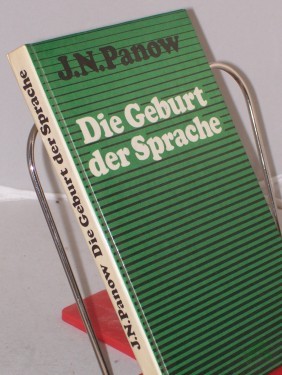 J.N.Panow
Die Geburt
der Sprache
J.N.Panow Die Geburt der Sprache